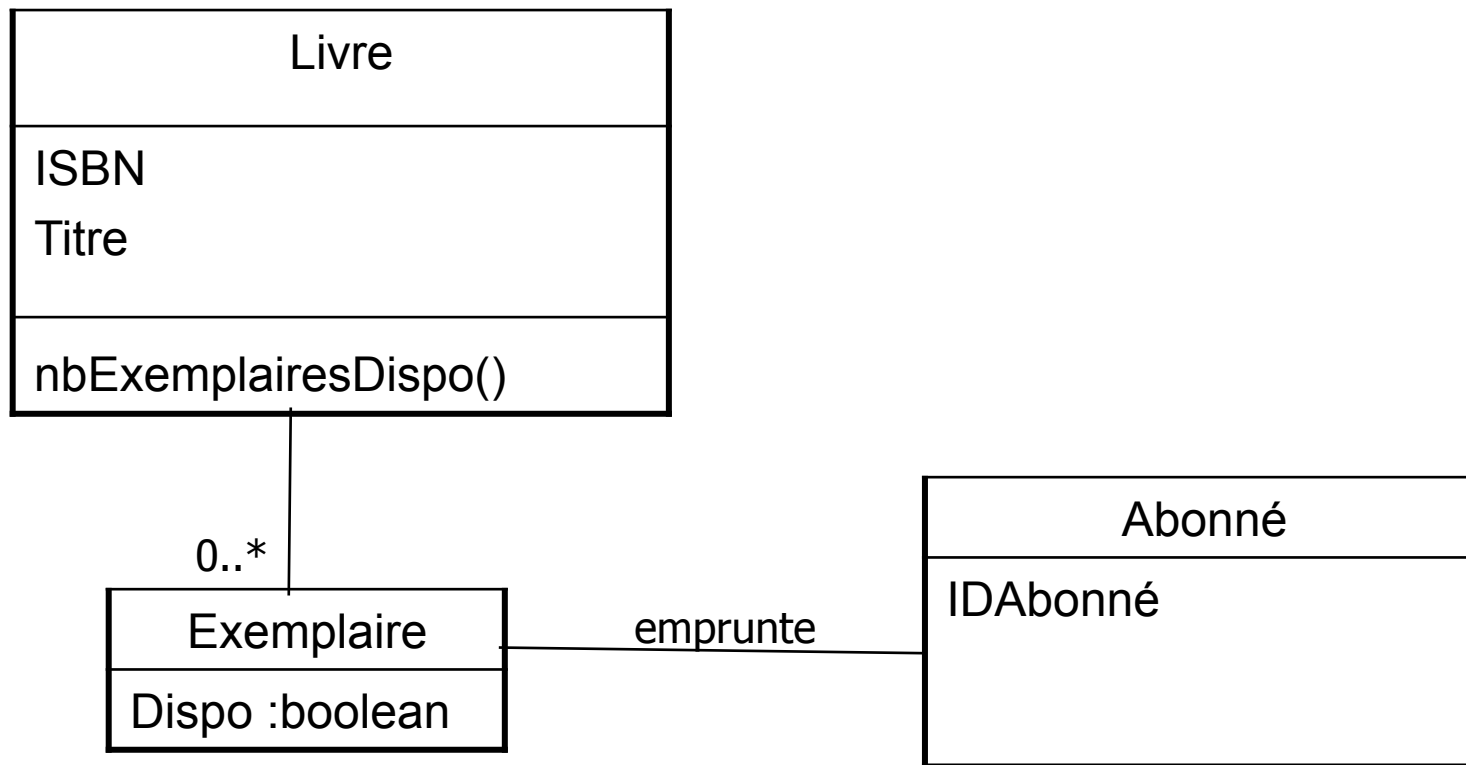 Livre
ISBN
Titre
nbExemplairesDispo()
0..*
Exemplaire
Dispo :boolean
emprunte
Abonné
IDAbonné